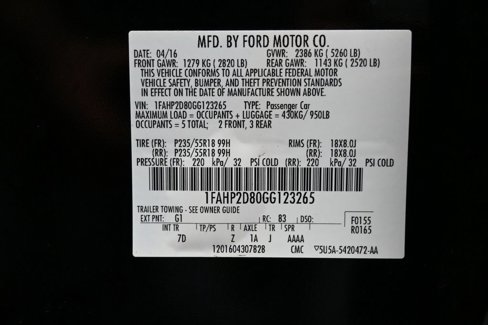 MFD. BY FORD MOTOR CO.
DATE: 04/16 GVWR: 2386 KG ( 5260 LB)
FRONT GAWR: 1279 KG ( 2820 LB) REAR GAWR: 1143 KG ( 2520 LB)
THIS VEHICLE CONFORMS TO ALL APPLICABLE FEDERAL MOTOR
VEHICLE SAFETY, BUMPER, AND THEFT PREVENTION STANDARDS
IN EFFECT ON THE DATE OF MANUFACTURE SHOWN ABOVE.
VIN: 1FAHP2D80GG123265 TYPE: Passenger Car
MAXIMUM LOAD = OCCUPANTS + LUGGAGE = 430KG/ 950LB
OCCUPANTS = 5 TOTAL; 2 FRONT, 3 REAR
TIRE (FR): P235/55R18 99H RIMS (FR): 18X8.0J
(RR): P235/55R18 99H (RR): 18X8.0J
PRESSURE (FR): 220 kPa/ 32 PSI COLD (RR): 220 kPa/ 32 PSI COLD
1FAHP2D80GG123265
TRAILER TOWING - SEE OWNER GUIDE
EXT PNT: G1 RC: 83 DSO: F0155
R0165
INT TR TP/PS R AXLE TR SPR
7D Z 1A J AAAA
1201604307828 CMC 5U5A-5420472-AA